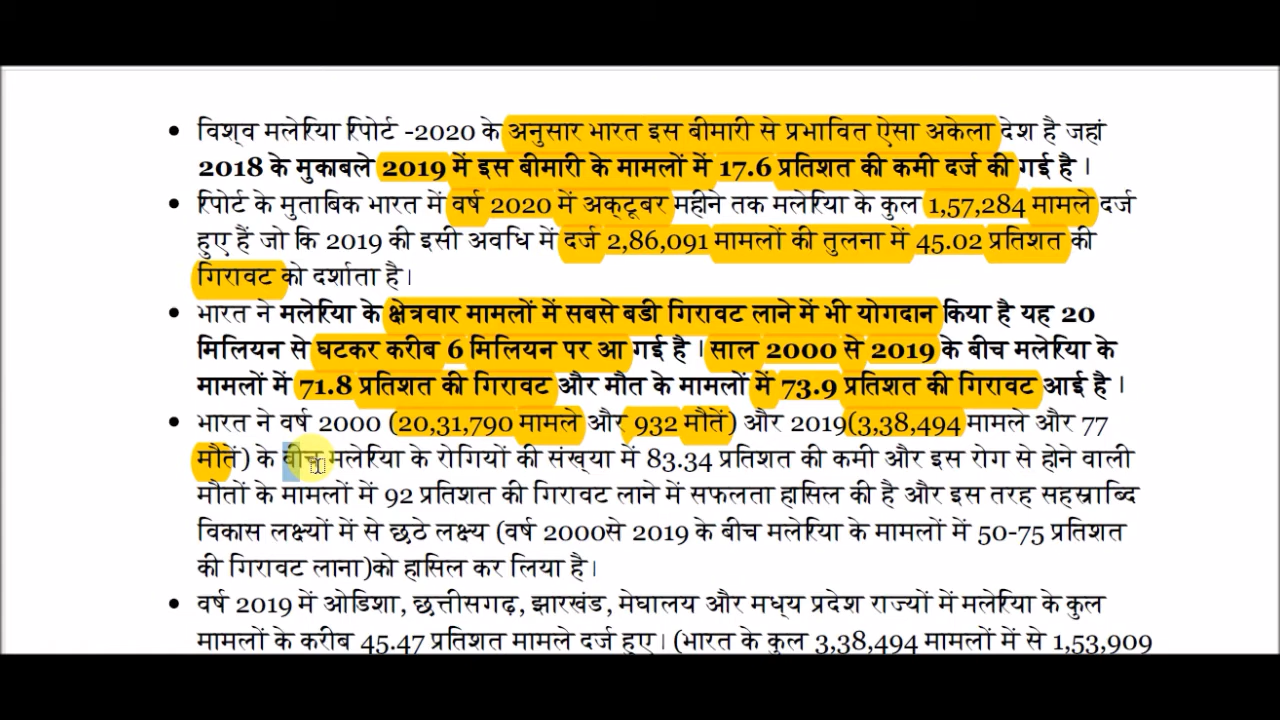 • विश्व मलेरिया रिपोर्ट -2020 के अनुसार भारत इस बीमारी से प्रभावित ऐसा अकेला देश है जहां
2018 के मुकाबले 2019 में इस बीमारी के मामलों में 17.6 प्रतिशत की कमी दर्ज की गई है ।
• रिपोर्ट के मुताबिक भारत में वर्ष 2020 में अक्टूबर महीने तक मलेरिया के कुल 1,57,284 मामले दर्ज
हुए हैं जो कि 2019 की इसी अवधि में दर्ज 2,86,091 मामलों की तुलना में 45.02 प्रतिशत की
गिरावट को दर्शाता है।
• भारत ने मलेरिया के क्षेत्रवार मामलों में सबसे बडी गिरावट लाने में भी योगदान किया है यह 20
मिलियन से घटकर करीब 6 मिलियन पर आ गई है । साल 2000 से 2019 के बीच मलेरिया के
मामलों में 71.8 प्रतिशत की गिरावट और मौत के मामलों में 73.9 प्रतिशत की गिरावट आई है ।
• भारत ने वर्ष 2000 (20,31,790 मामले और 932 मौतें) और 2019(3,38,494 मामले और 77
मौतें) के बीच मलेरिया के रोगियों की संख्या में 83.34 प्रतिशत की कमी और इस रोग से होने वाली
मौतों के मामलों में 92 प्रतिशत की गिरावट लाने में सफलता हासिल की है और इस तरह सहस्राब्दि
विकास लक्ष्यों में से छठे लक्ष्य (वर्ष 2000से 2019 के बीच मलेरिया के मामलों में 50-75 प्रतिशत
की गिरावट लाना)को हासिल कर लिया है।
• वर्ष 2019 में ओडिशा, छत्तीसगढ़, झारखंड, मेघालय और मध्य प्रदेश राज्यों में मलेरिया के कुल
मामलों के करीब 45.47 प्रतिशत मामले दर्ज हुए। (भारत के कुल 3,38,494 मामलों में से 1,53,909